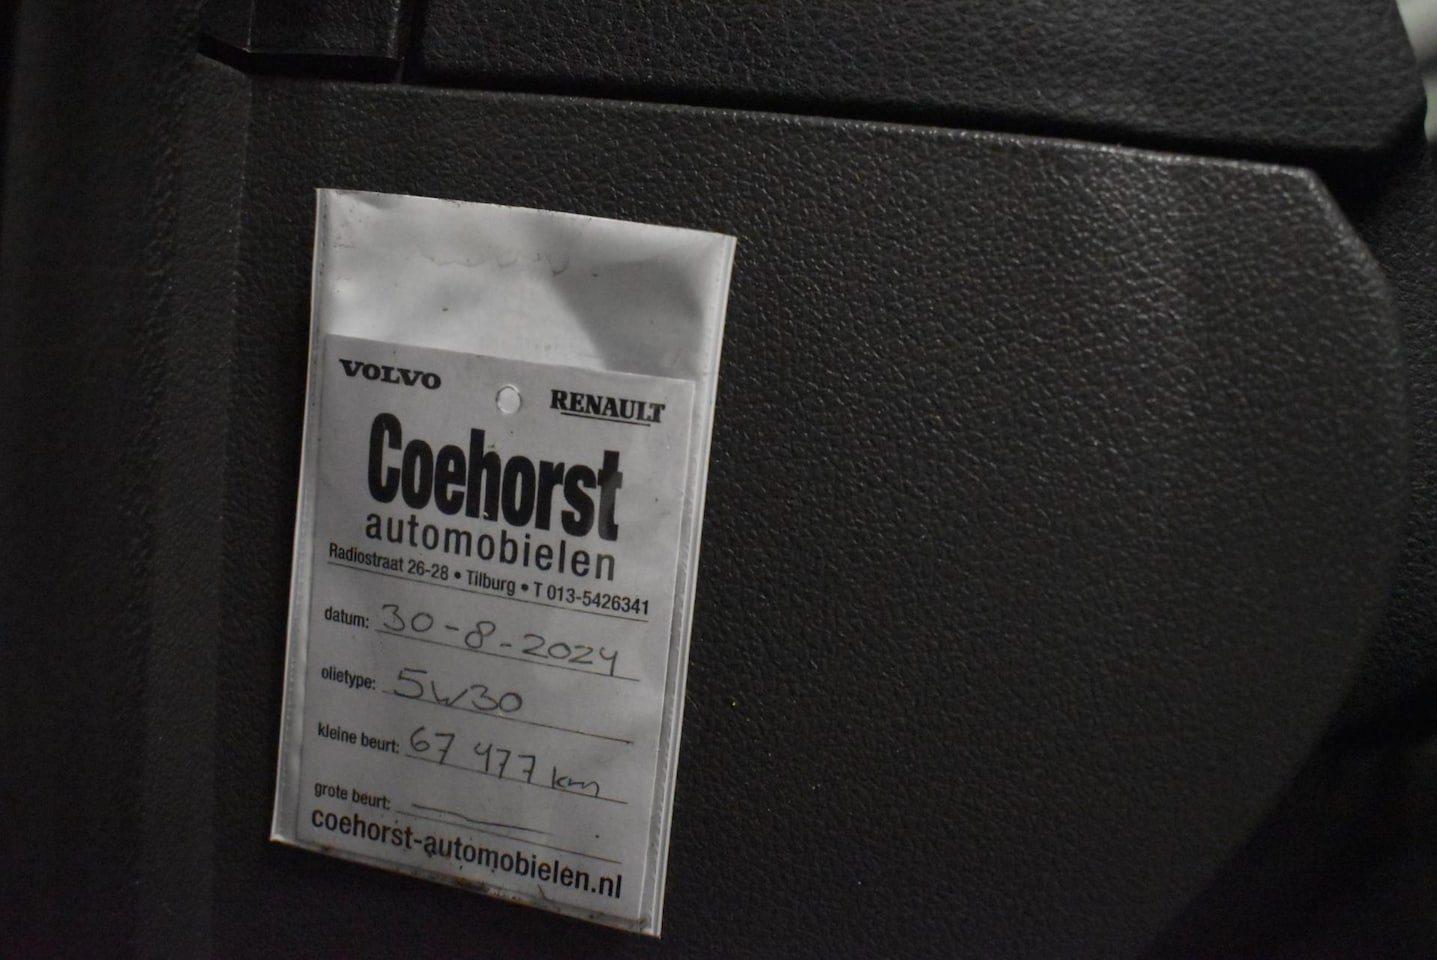 VOLVO RENAULT
Coehorst
automobielen
Radiostraat 26-28 • Tilburg • T 013-5426341
datum: 30-8-2024
olietype: 5w30
kleine beurt: 67 477 km
grote beurt: —
coehorst-automobielen.nl